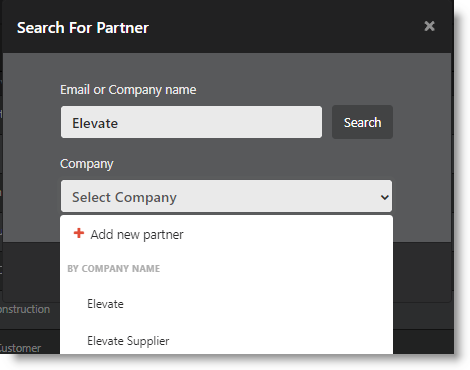 Search For Partner
×
Email or Company name
Elevate
Search
Company
Select Company
+ Add new partner
BY COMPANY NAME
Elevate
nstruction
Elevate Supplier
Customer